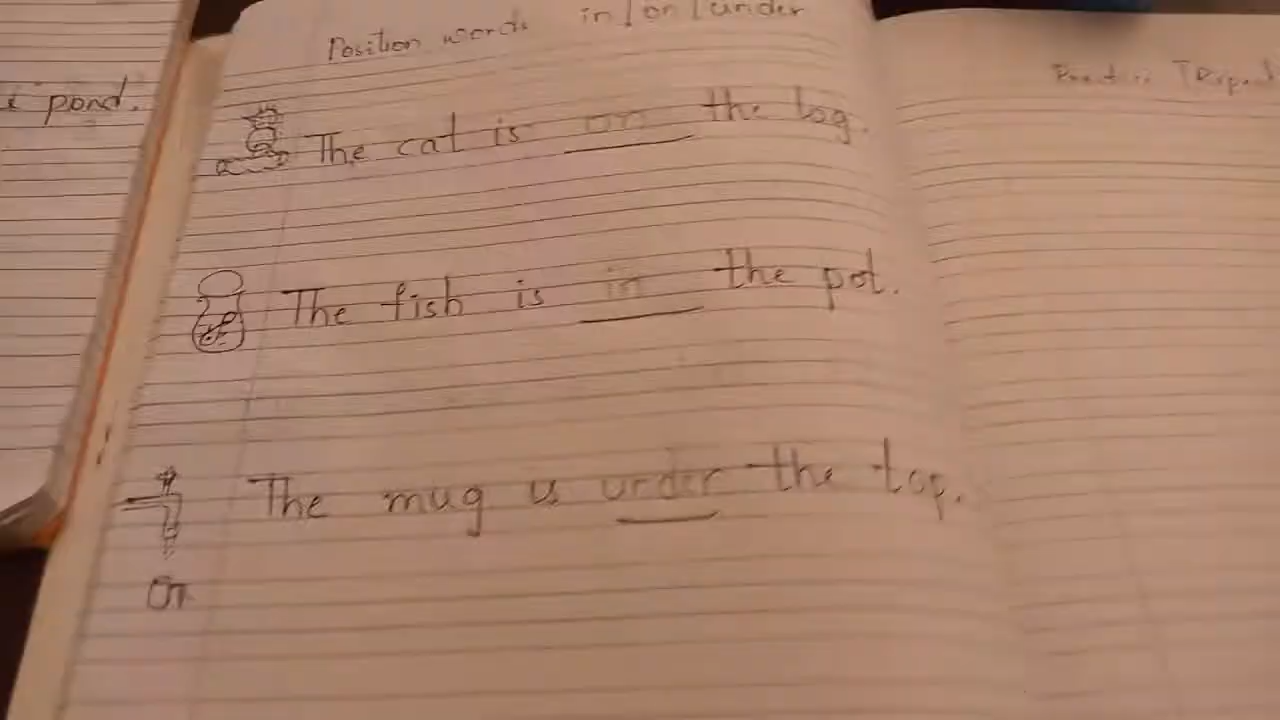 pond.
Position words in/on/under
The cat is on the log.
The fish is in the pot.
The mug is under the tap.